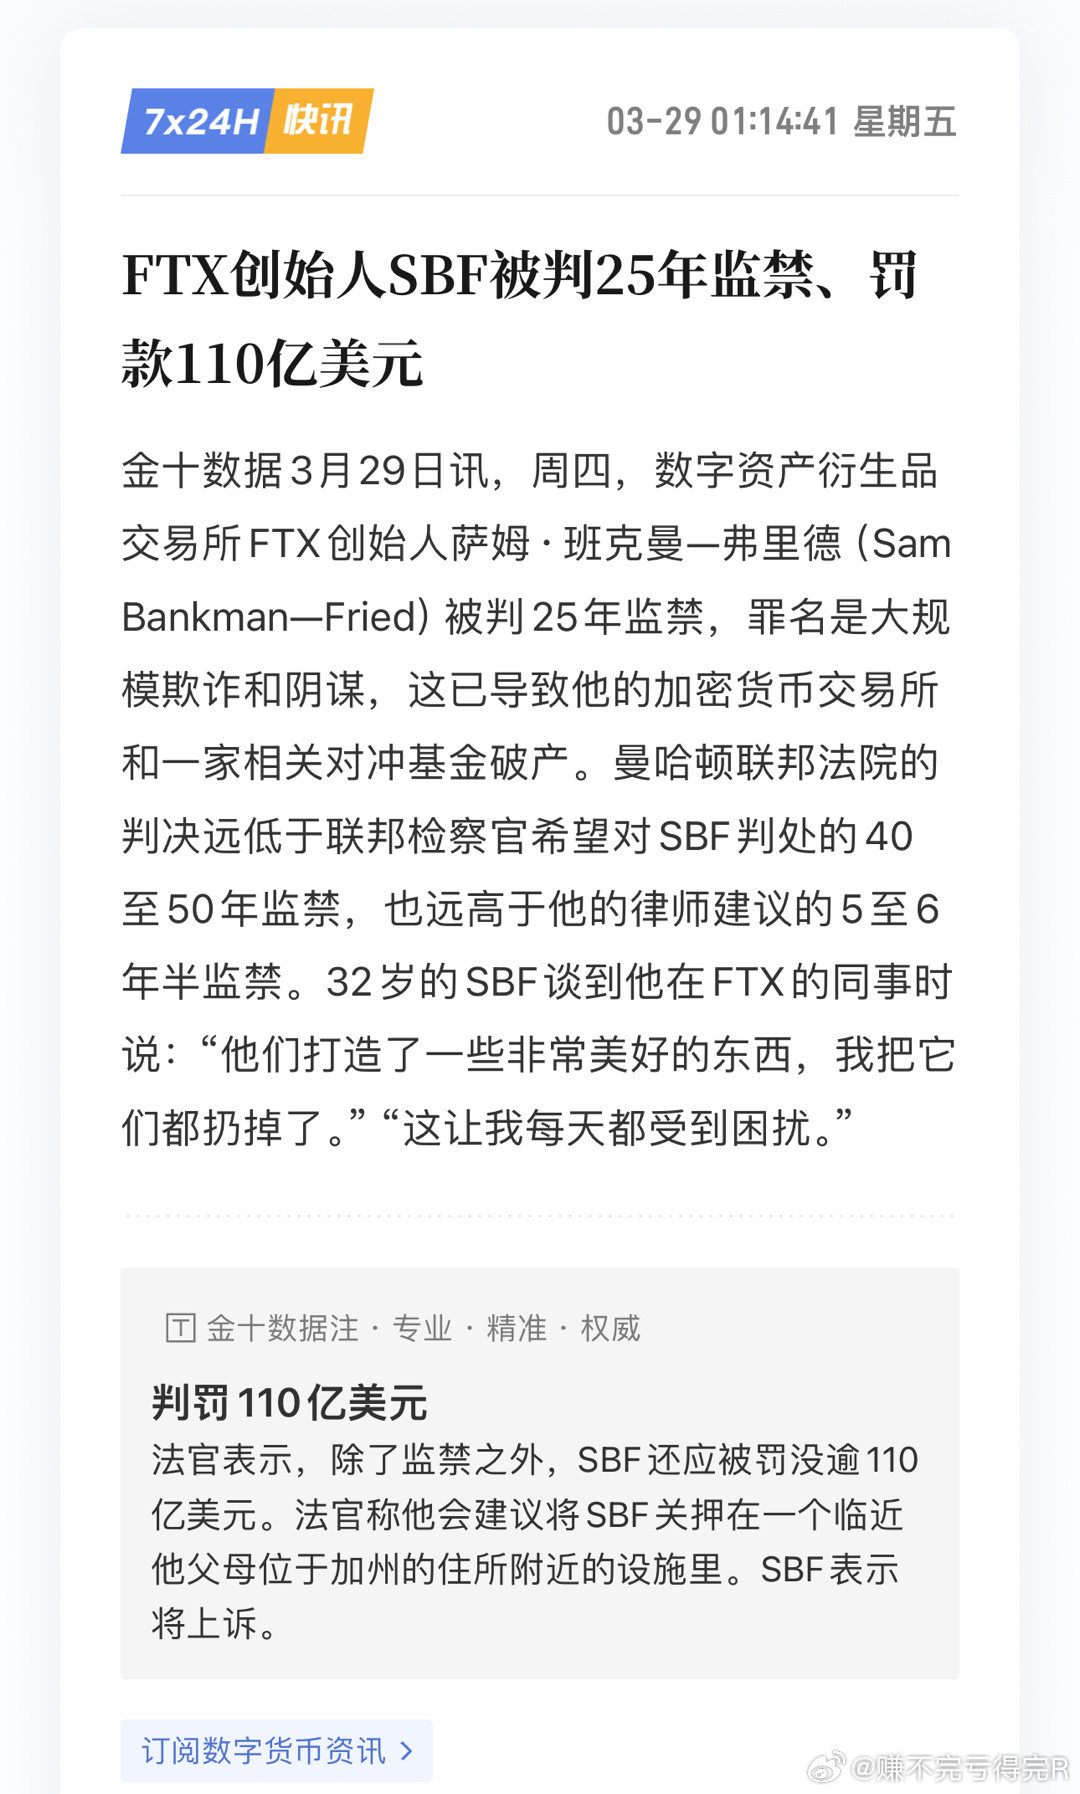 7x24H 快讯
03-29 01:14:41 星期五
FTX创始人SBF被判25年监禁、罚
款110亿美元
金十数据3月29日讯，周四，数字资产衍生品
交易所FTX创始人萨姆·班克曼—弗里德（Sam
Bankman—Fried）被判25年监禁，罪名是大规
模欺诈和阴谋，这已导致他的加密货币交易所
和一家相关对冲基金破产。曼哈顿联邦法院的
判决远低于联邦检察官希望对SBF判处的40
至50年监禁，也远高于他的律师建议的5至6
年半监禁。32岁的SBF谈到他在FTX的同事时
说：“他们打造了一些非常美好的东西，我把它
们都扔掉了。”“这让我每天都受到困扰。”
金十数据注 · 专业 · 精准 · 权威
判罚110亿美元
法官表示，除了监禁之外，SBF还应被罚没逾110
亿美元。法官称他会建议将SBF关押在一个临近
他父母位于加州的住所附近的设施里。SBF表示
将上诉。
订阅数字货币资讯 >
@赚不完亏得完R